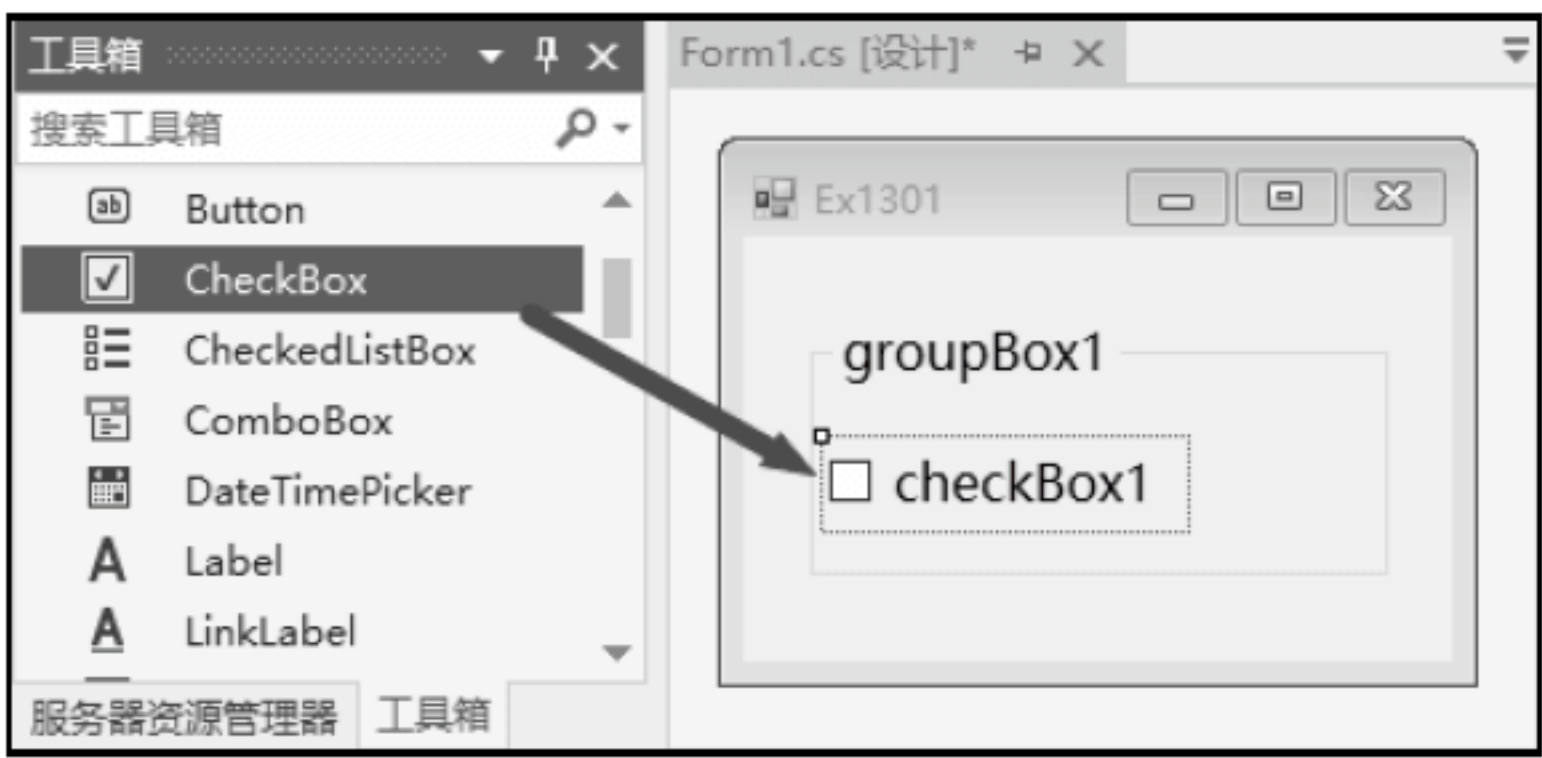 工具箱
搜索工具箱
Button
CheckBox
CheckedListBox
ComboBox
DateTimePicker
Label
LinkLabel
服务器资源管理器 工具箱
Form1.cs [设计]*
Ex1301
groupBox1
checkBox1